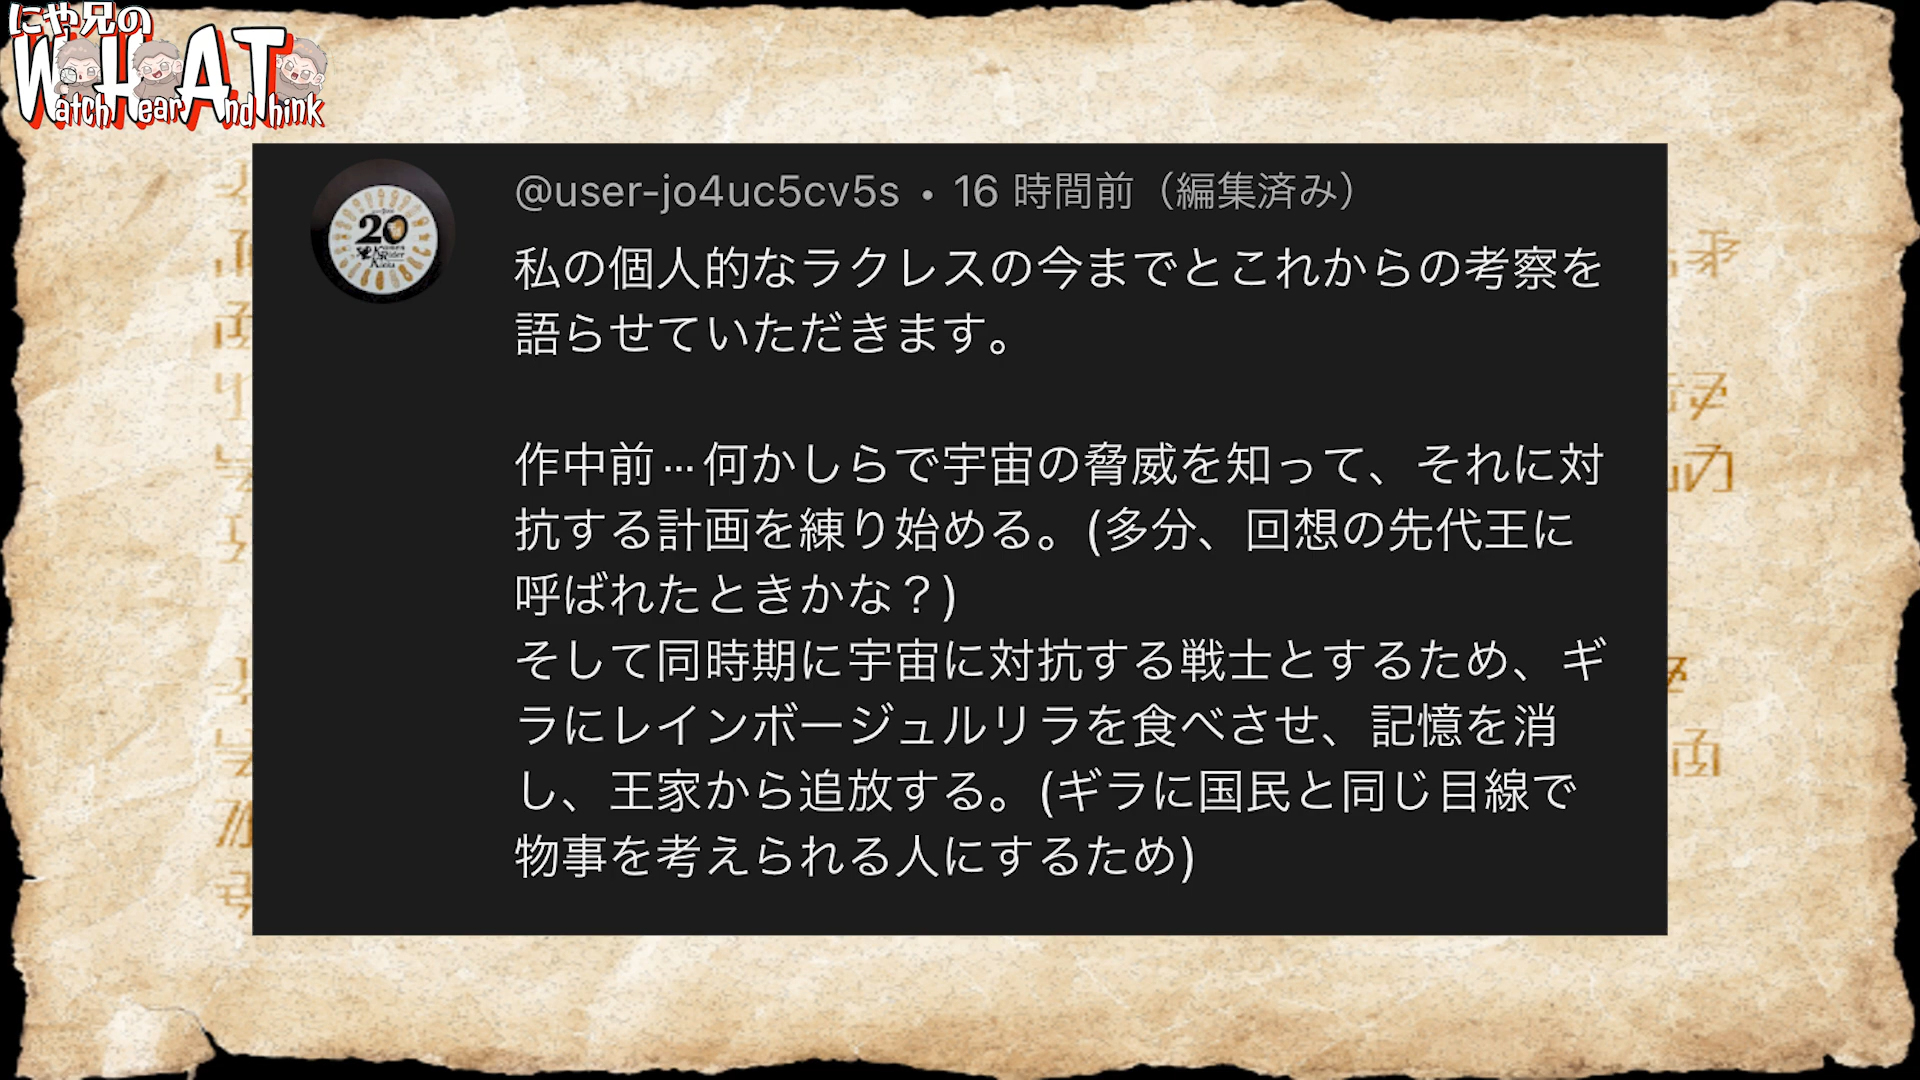 にや兄の
WHAT
Watch Hear And Think
@user-jo4uc5cv5s・16 時間前（編集済み）
20
私の個人的なラクレスの今までとこれからの考察を
語らせていただきます。
作中前…何かしらで宇宙の脅威を知って、それに対
抗する計画を練り始める。(多分、回想の先代王に
呼ばれたときかな？)
そして同時期に宇宙に対抗する戦士とするため、ギ
ラにレインボージュルリラを食べさせ、記憶を消
し、王家から追放する。(ギラに国民と同じ目線で
物事を考えられる人にするため)